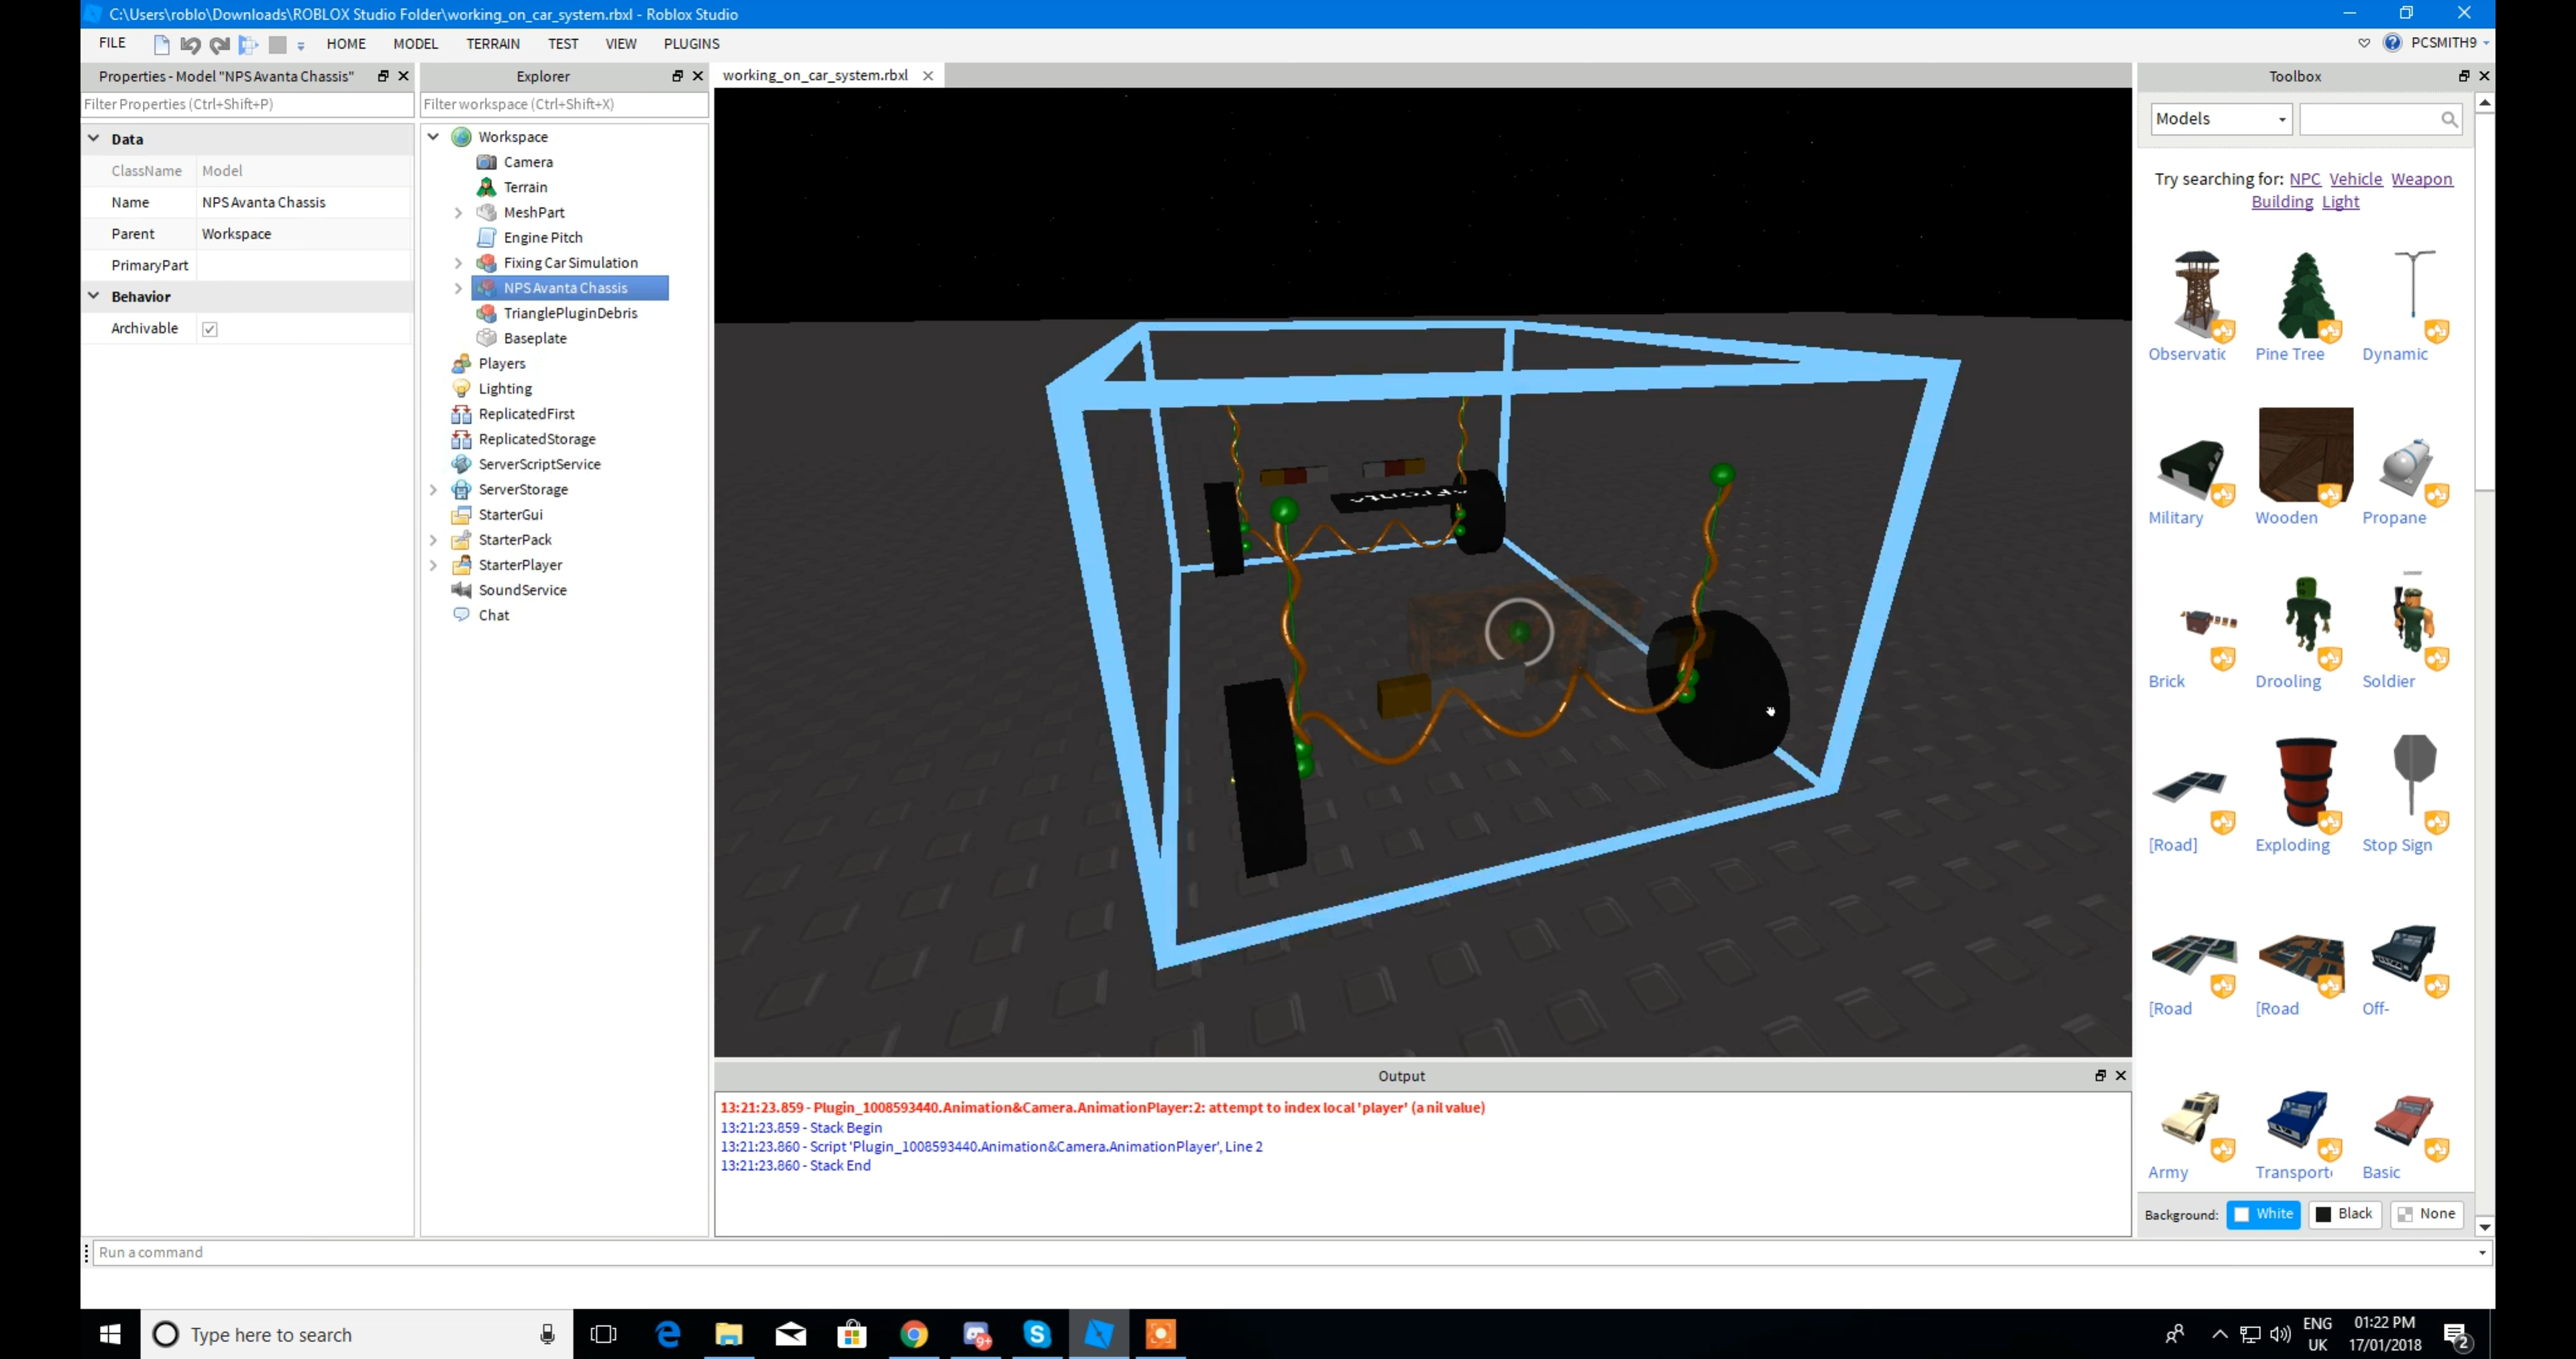 C:\Users\roblo\Downloads\ROBLOX Studio Folder\working_on_car_system.rbxl - Roblox Studio
FILE HOME MODEL TERRAIN TEST VIEW PLUGINS PCSMITH9
Properties - Model "NPS Avanta Chassis"
Filter Properties (Ctrl+Shift+P)
Data
ClassName Model
Name NPS Avanta Chassis
Parent Workspace
PrimaryPart
Behavior
Archivable
Explorer
Filter workspace (Ctrl+Shift+X)
Workspace
Camera
Terrain
MeshPart
Engine Pitch
Fixing Car Simulation
NPS Avanta Chassis
TrianglePluginDebris
Baseplate
Players
Lighting
ReplicatedFirst
ReplicatedStorage
ServerScriptService
ServerStorage
StarterGui
StarterPack
StarterPlayer
SoundService
Chat
working_on_car_system.rbxl
Output
13:21:23.859 - Plugin_1008593440.Animation&Camera.AnimationPlayer:2: attempt to index local 'player' (a nil value)
13:21:23.859 - Stack Begin
13:21:23.860 - Script 'Plugin_1008593440.Animation&Camera.AnimationPlayer', Line 2
13:21:23.860 - Stack End
Toolbox
Models
Try searching for: NPC Vehicle Weapon
Building Light
Observatic Pine Tree Dynamic
Military Wooden Propane
Brick Drooling Soldier
[Road] Exploding Stop Sign
[Road [Road Off-
Army Transport Basic
Background: White Black None
Run a command
Type here to search
9+
ENG
UK
01:22 PM
17/01/2018
2